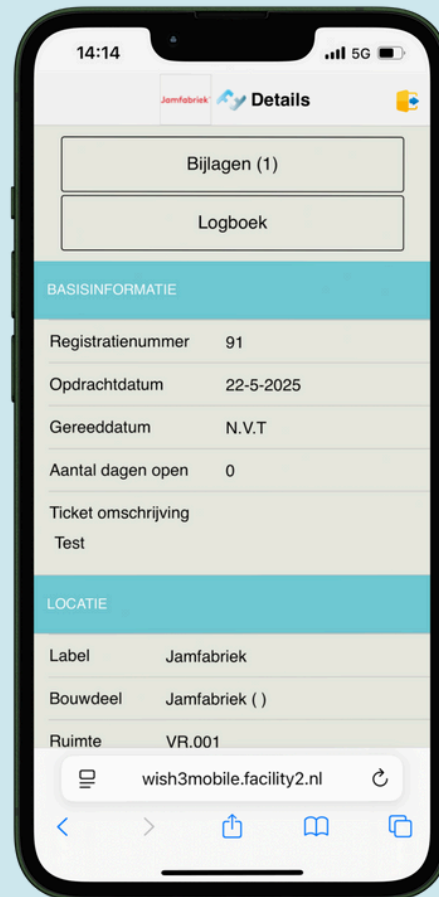 14:14
5G
Jamfabriek
Details
Bijlagen (1)
Logboek
BASISINFORMATIE
Registratienummer 91
Opdrachtdatum 22-5-2025
Gereeddatum N.V.T
Aantal dagen open 0
Ticket omschrijving
Test
LOCATIE
Label Jamfabriek
Bouwdeel Jamfabriek ( )
Ruimte VR.001
wish3mobile.facility2.nl